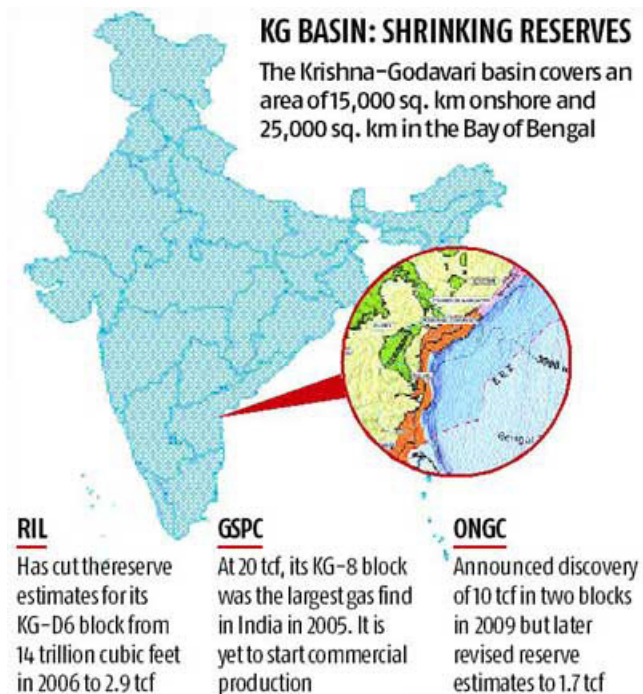 KG BASIN: SHRINKING RESERVES
The Krishna-Godavari basin covers an
area of 15,000 sq. km onshore and
25,000 sq. km in the Bay of Bengal
RIL
Has cut thereserve
estimates for its
KG-D6 block from
14 trillion cubic feet
in 2006 to 2.9 tcf
GSPC
At 20 tcf, its KG-8 block
was the largest gas find
in India in 2005. It is
yet to start commercial
production
ONGC
Announced discovery
of 10 tcf in two blocks
in 2009 but later
revised reserve
estimates to 1.7 tcf